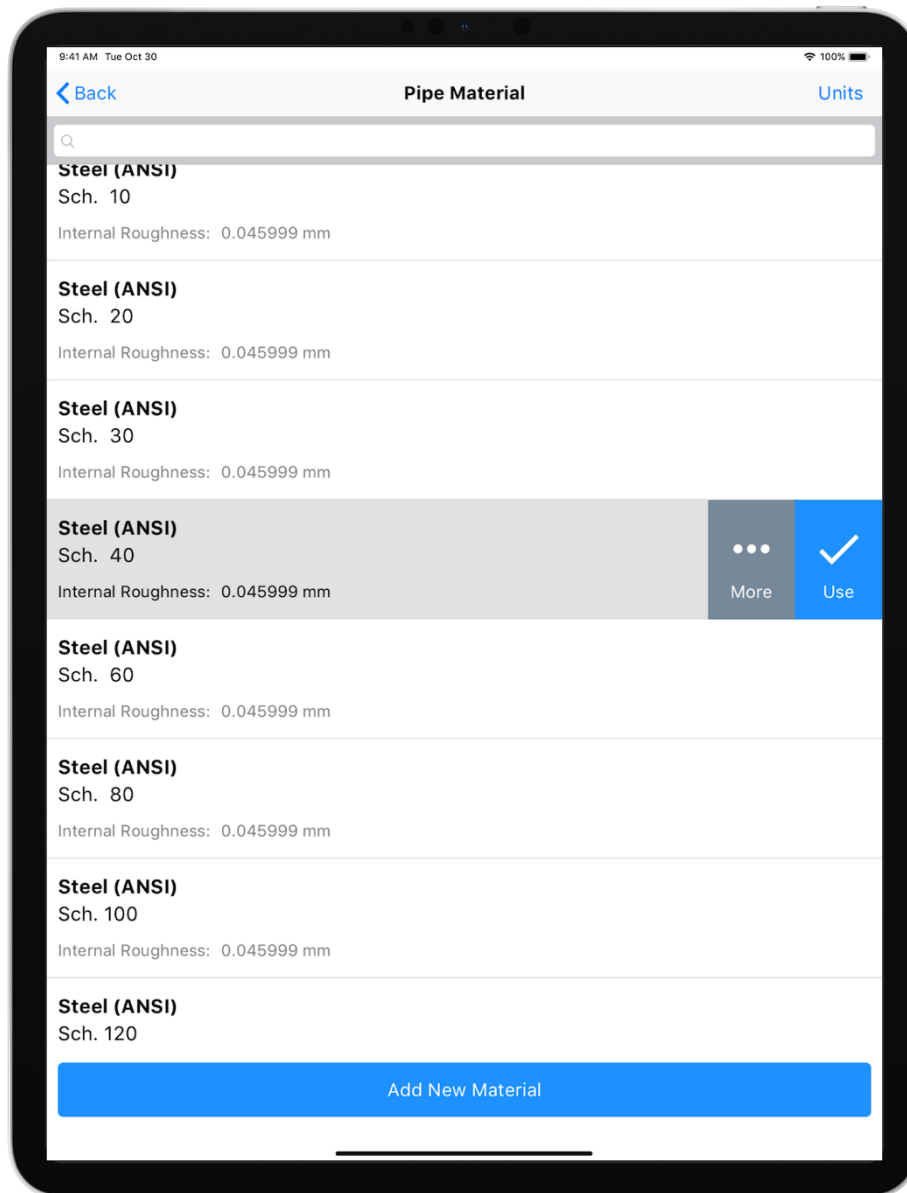 9:41 AM Tue Oct 30
100%
Back
Pipe Material
Units
Steel (ANSI)
Sch. 10
Internal Roughness: 0.045999 mm
Steel (ANSI)
Sch. 20
Internal Roughness: 0.045999 mm
Steel (ANSI)
Sch. 30
Internal Roughness: 0.045999 mm
Steel (ANSI)
Sch. 40
Internal Roughness: 0.045999 mm
More
Use
Steel (ANSI)
Sch. 60
Internal Roughness: 0.045999 mm
Steel (ANSI)
Sch. 80
Internal Roughness: 0.045999 mm
Steel (ANSI)
Sch. 100
Internal Roughness: 0.045999 mm
Steel (ANSI)
Sch. 120
Add New Material